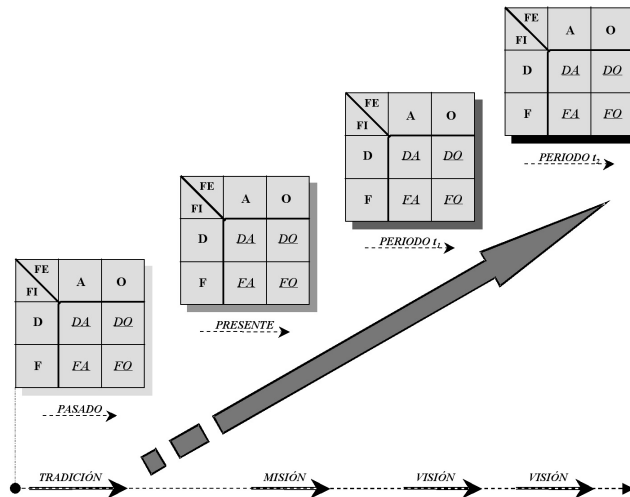 FE
FI
A
O
D
DA
DO
F
FA
FO
PASADO
FE
FI
A
O
D
DA
DO
F
FA
FO
PRESENTE
FE
FI
A
O
D
DA
DO
F
FA
FO
PERIODO t1
FE
FI
A
O
D
DA
DO
F
FA
FO
PERIODO t2
TRADICIÓN
MISIÓN
VISIÓN
VISIÓN